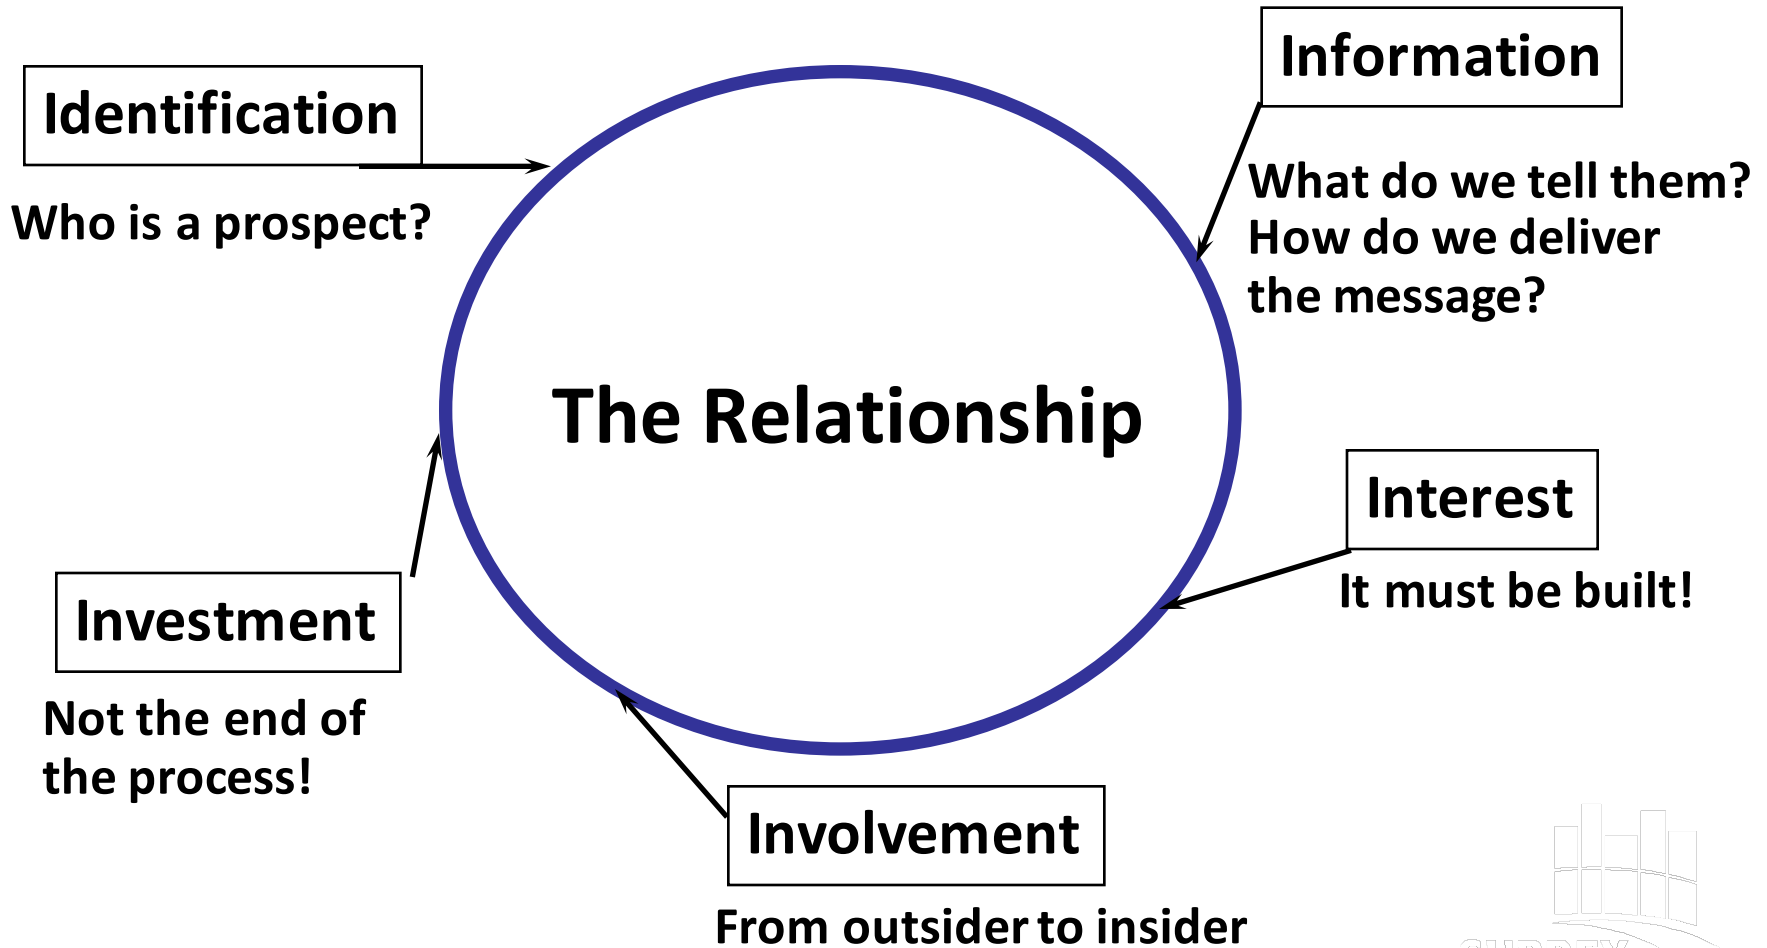 Information
Identification
What do we tell them?
How do we deliver
the message?
Who is a prospect?
The Relationship
Interest
It must be built!
Investment
Not the end of
the process!
Involvement
From outsider to insider